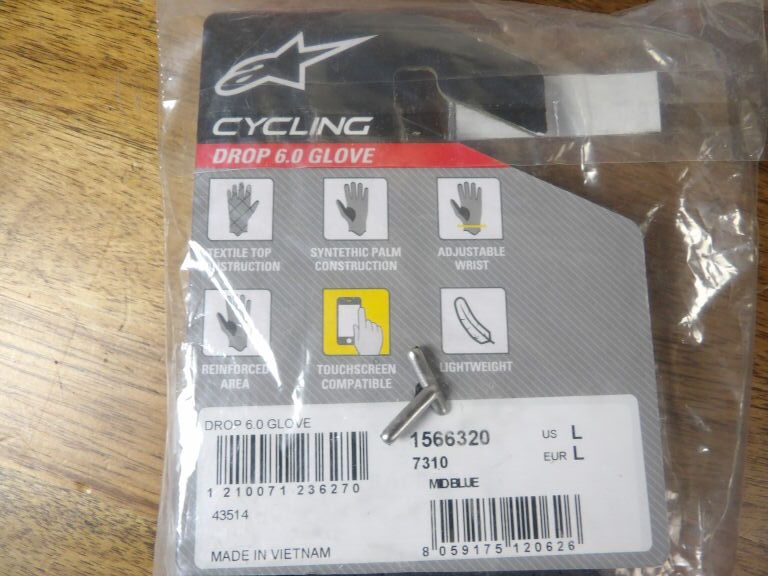 CYCLING
DROP 6.0 GLOVE
TEXTILE TOP
CONSTRUCTION
SYNTETHIC PALM
CONSTRUCTION
ADJUSTABLE
WRIST
REINFORCED
AREA
TOUCHSCREEN
COMPATIBLE
LIGHTWEIGHT
DROP 6.0 GLOVE
1 210071 236270
43514
MADE IN VIETNAM
1566320
7310
MID BLUE
US L
EUR L
8 059175 120626